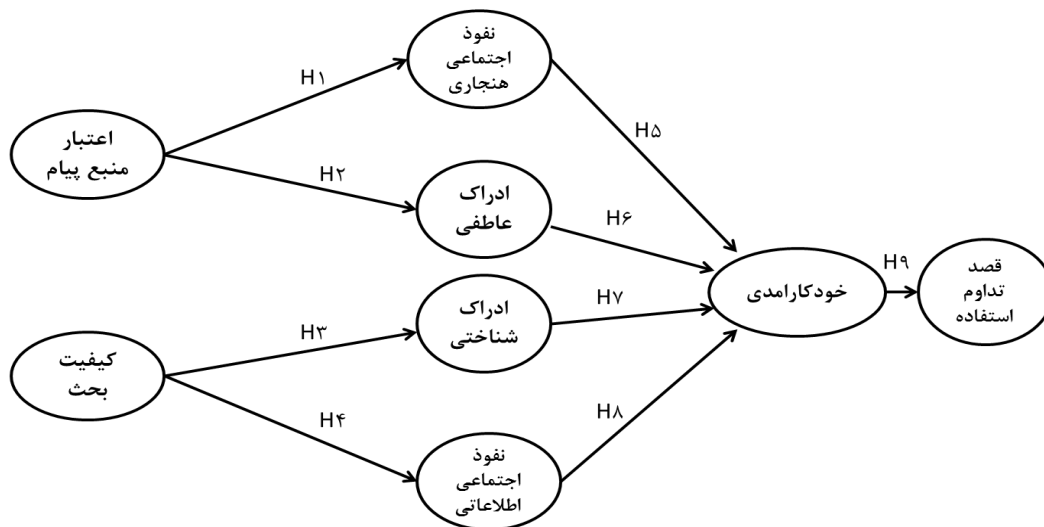 نفوذ
اجتماعی
هنجاری
H۱
H۵
اعتبار
منبع پیام
H۲
ادراک
عاطفی
H۶
خودکارامدی
H۹
قصد
تداوم
استفاده
ادراک
شناختی
H۷
H۳
کیفیت
بحث
H۴
H۸
نفوذ
اجتماعی
اطلاعاتی